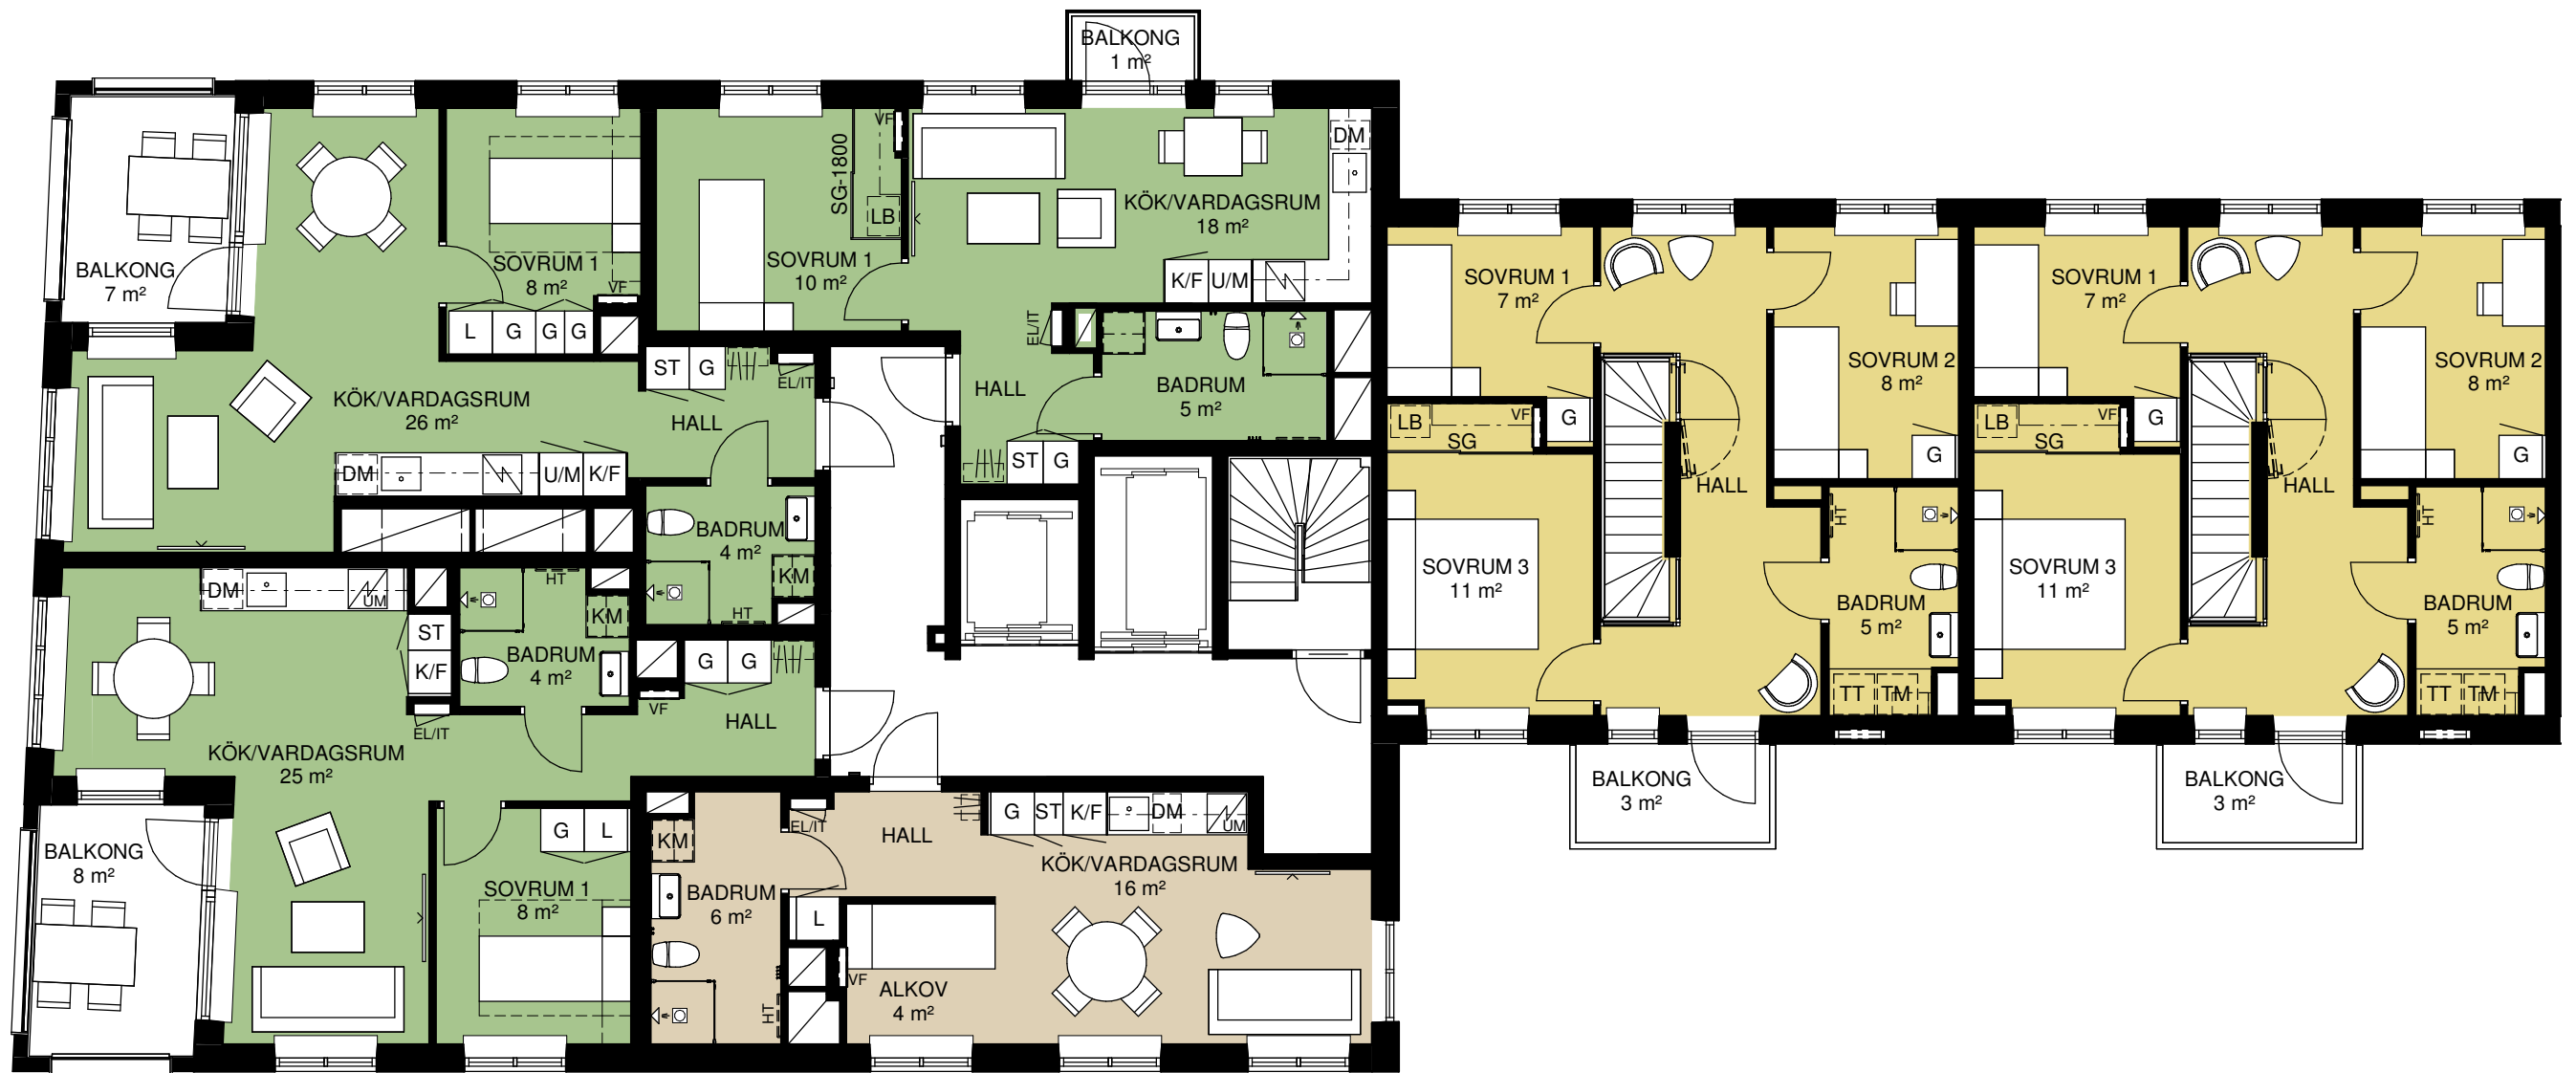 BALKONG
1 m²
BALKONG
7 m²
SOVRUM 1
8 m²
VF
L
G
G
G
KÖK/VARDAGSRUM
26 m²
DM
U/M
K/F
ST
G
EL/IT
HALL
BADRUM
4 m²
KM
HT
SOVRUM 1
10 m²
SG-1800
VF
LB
KÖK/VARDAGSRUM
18 m²
DM
K/F
U/M
EL/IT
HALL
BADRUM
5 m²
ST
G
DM
UM
ST
K/F
EL/IT
HT
KM
BADRUM
4 m²
VF
G
G
HALL
KÖK/VARDAGSRUM
25 m²
BALKONG
8 m²
G
L
SOVRUM 1
8 m²
KM
BADRUM
6 m²
HT
EL/IT
HALL
L
VF
ALKOV
4 m²
G
ST
K/F
DM
UM
KÖK/VARDAGSRUM
16 m²
SOVRUM 1
7 m²
G
LB
VF
SG
SOVRUM 3
11 m²
SOVRUM 2
8 m²
G
HALL
HT
BADRUM
5 m²
TT
TM
BALKONG
3 m²
SOVRUM 1
7 m²
G
LB
VF
SG
SOVRUM 3
11 m²
SOVRUM 2
8 m²
G
HALL
HT
BADRUM
5 m²
TT
TM
BALKONG
3 m²